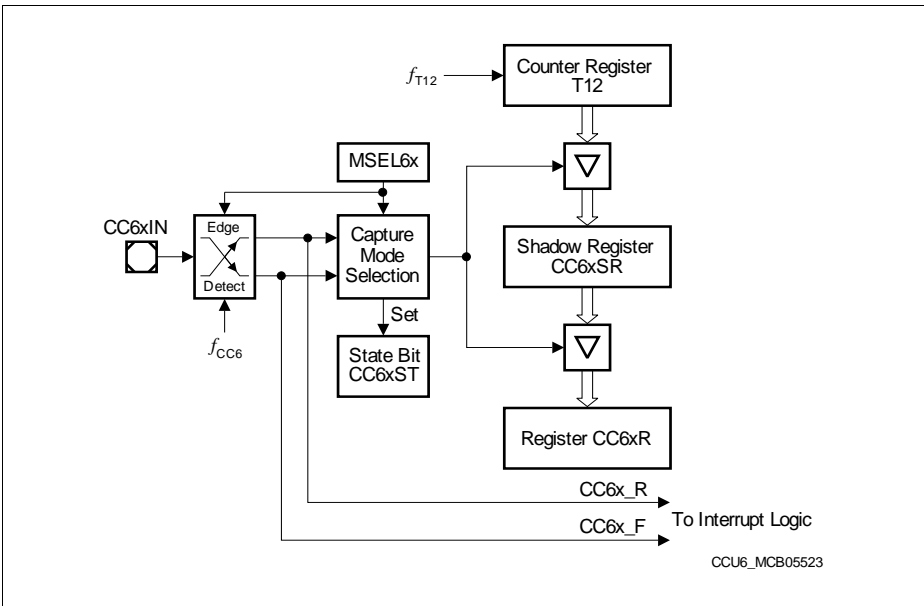 Counter Register
T12
fT12
MSEL6x
CC6xIN
Edge
Detect
Capture
Mode
Selection
Shadow Register
CC6xSR
fCC6
Set
State Bit
CC6xST
Register CC6xR
CC6x_R
To Interrupt Logic
CC6x_F
CCU6_MCB05523